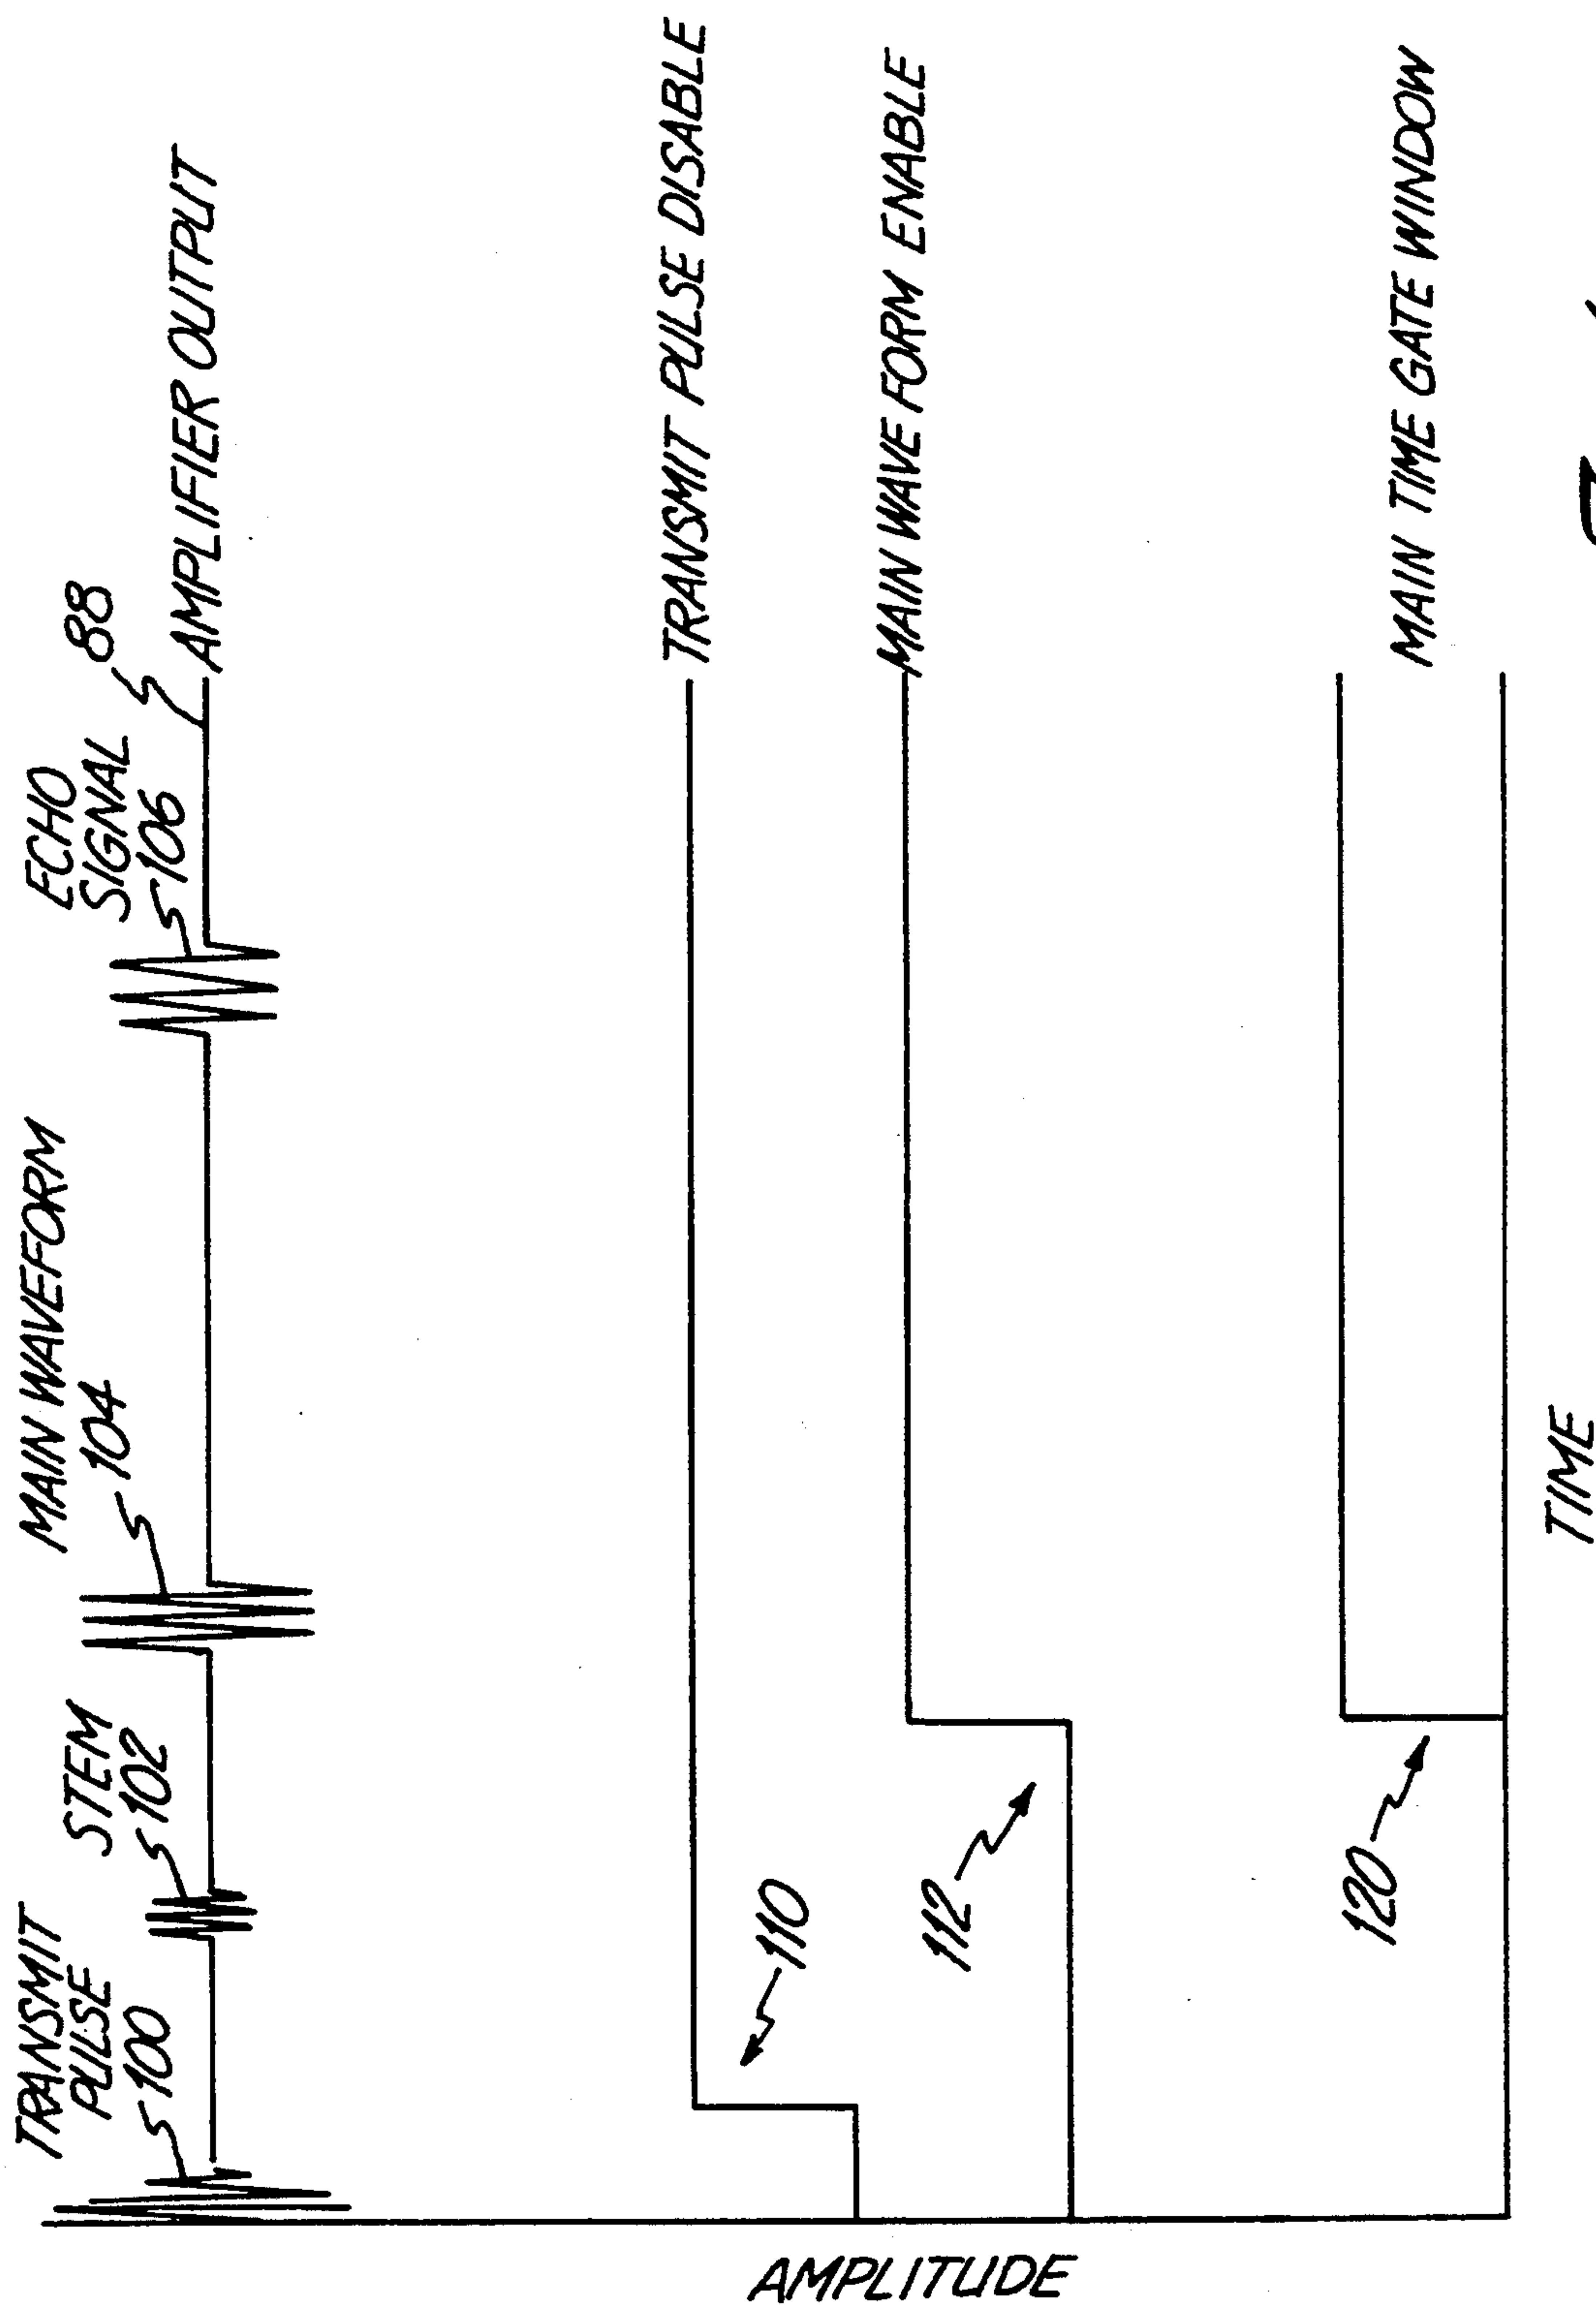 TRANSMIT
PULSE
100
STEM
102
MAIN WAVEFORM
104
ECHO
SIGNAL
106
88
AMPLIFIER OUTPUT
110
TRANSMIT PULSE DISABLE
112
MAIN WAVE FORM ENABLE
120
MAIN TIME GATE WINDOW
AMPLITUDE
TIME